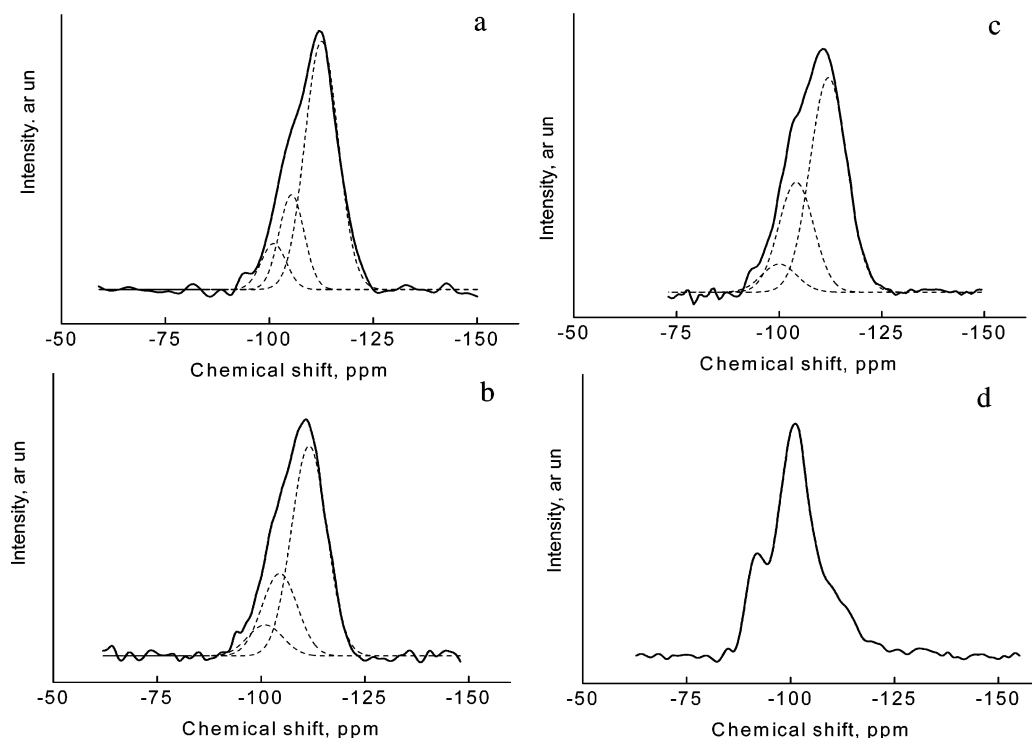 a
Intensity. ar un
-50 -75 -100 -125 -150
Chemical shift, ppm
c
Intensity, ar un
-50 -75 -100 -125 -150
Chemical shift, ppm
b
Intensity, ar un
-50 -75 -100 -125 -150
Chemical shift, ppm
d
Intensity, ar un
-50 -75 -100 -125 -150
Chemical shift, ppm